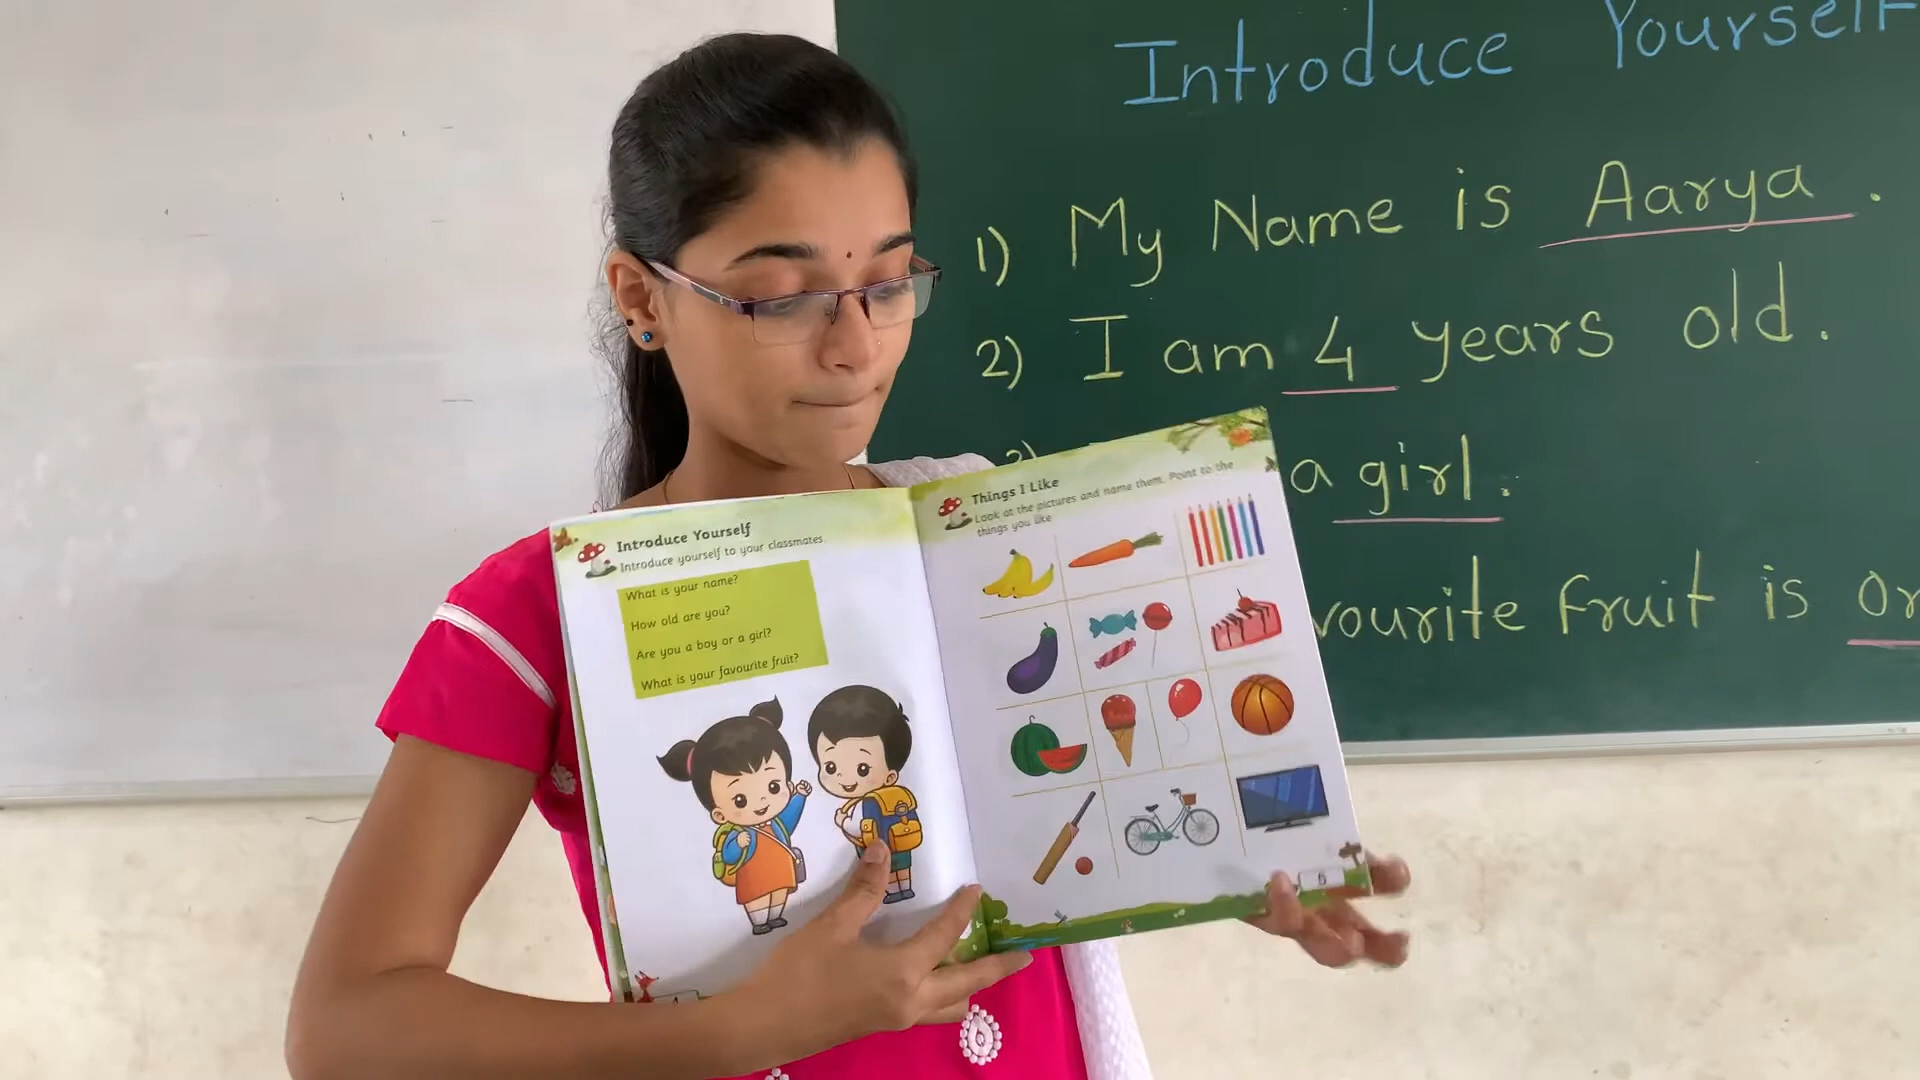 Introduce Yourself
1) My Name is Aarya.
2) I am 4 years old.
a girl.
vourite fruit is or
Introduce Yourself
Introduce yourself to your classmates.
What is your name?
How old are you?
Are you a boy or a girl?
What is your favourite fruit?
Things I Like
Look at the pictures and name them. Point to the
things you like